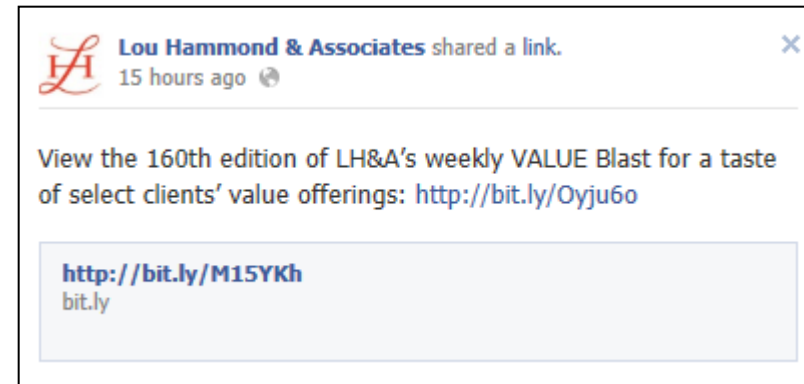 Lou Hammond & Associates shared a link.
15 hours ago
View the 160th edition of LH&A's weekly VALUE Blast for a taste
of select clients' value offerings: http://bit.ly/Oyju6o
http://bit.ly/M15YKh
bit.ly